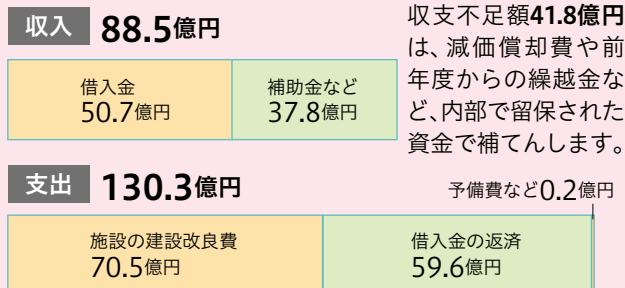 収入 88.5億円
借入金
50.7億円
補助金など
37.8億円
収支不足額41.8億円
は、減価償却費や前
年度からの繰越金な
ど、内部で留保された
資金で補てんします。
支出 130.3億円
予備費など0.2億円
施設の建設改良費
70.5億円
借入金の返済
59.6億円